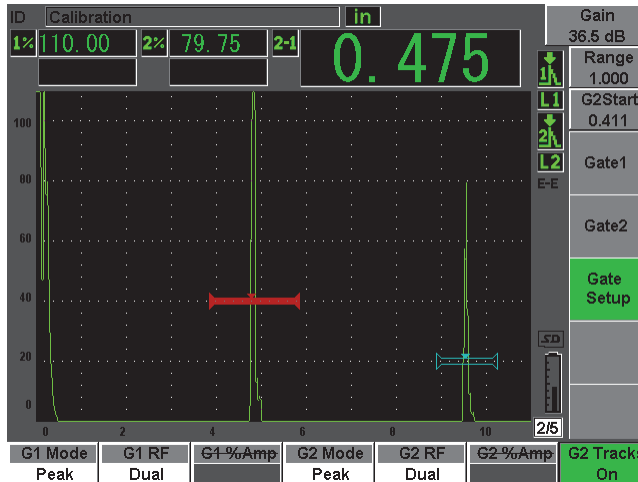 ID Calibration in Gain
36.5 dB
1% 110.00 2% 79.75 2-1 0.475
Range
1.000
1
L1
G2Start
0.411
2
L2
E-E
Gate1
Gate2
Gate
Setup
100
80
60
40
20
0
0 2 4 6 8 10
SD
2/5
G1 Mode G1 RF G1 %Amp G2 Mode G2 RF G2 %Amp G2 Tracks
Peak Dual Peak Dual On